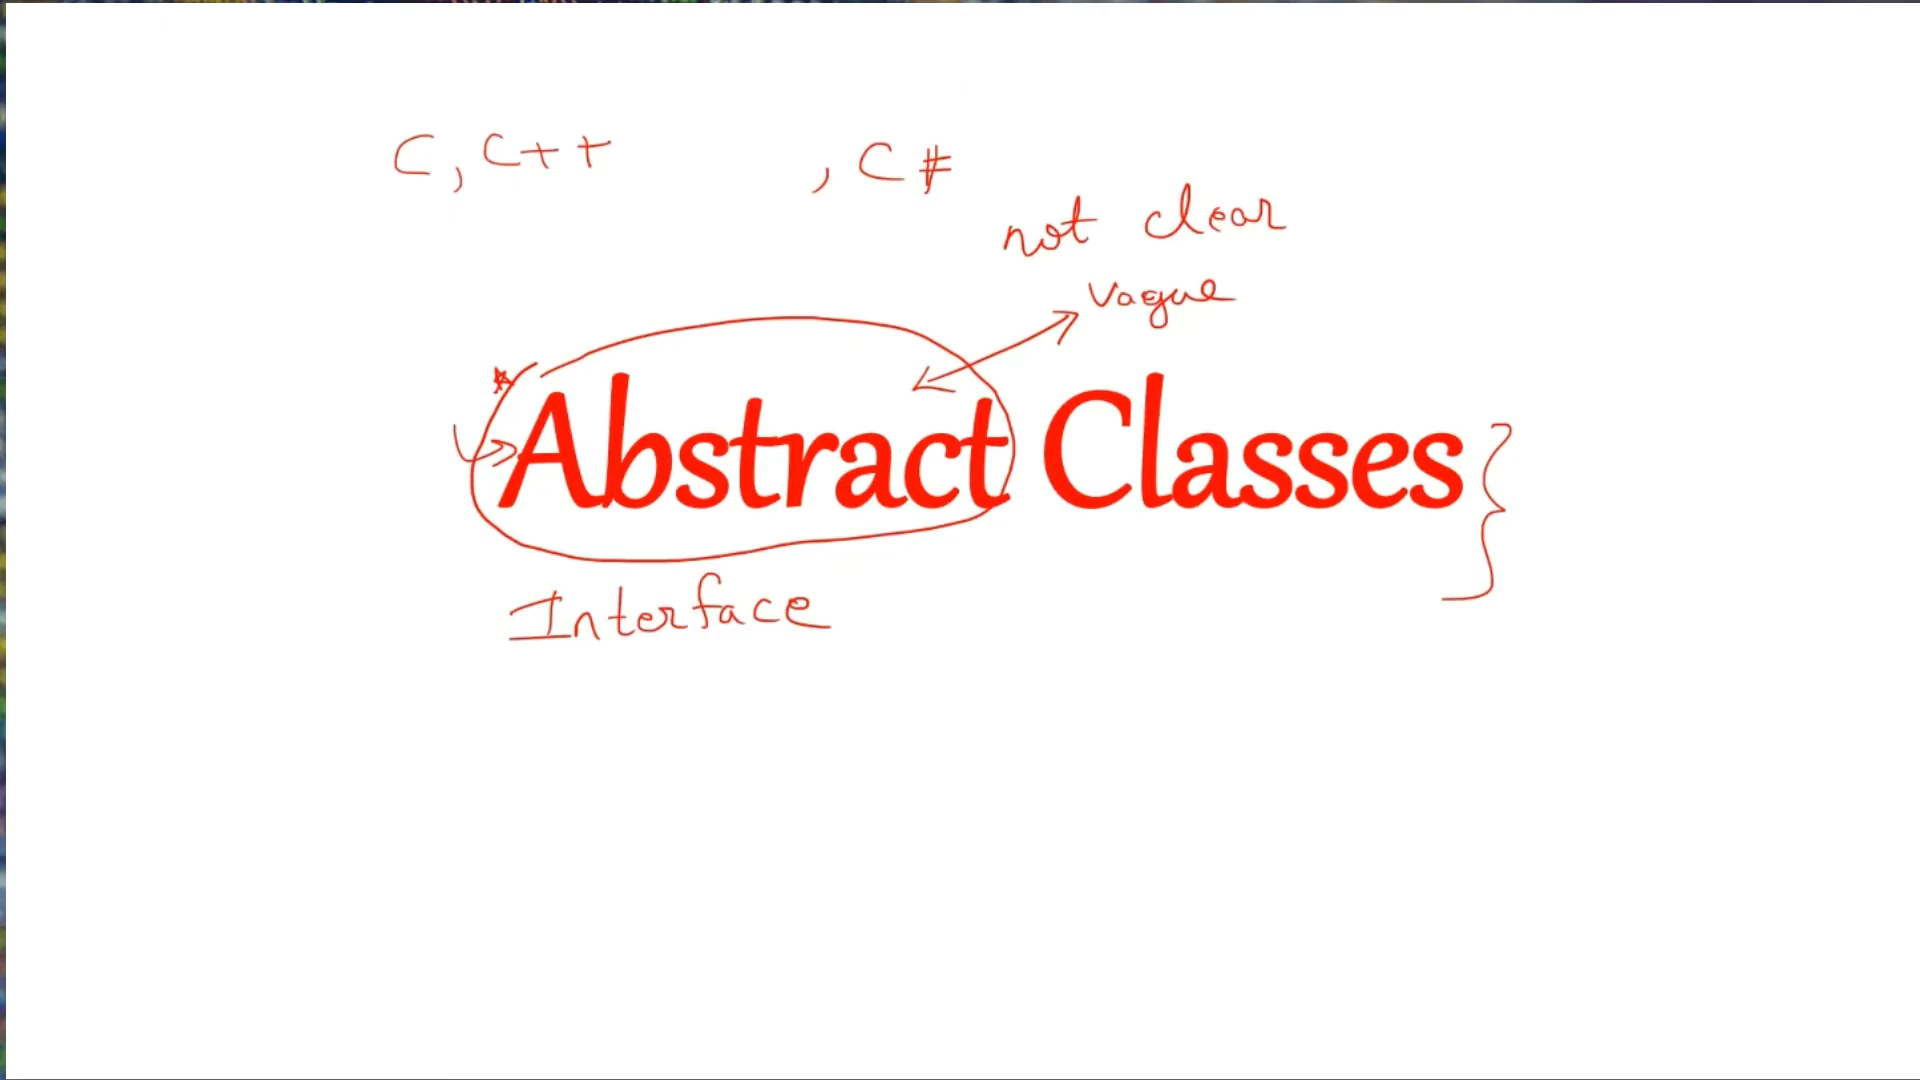 C, C++ , C#
not clear
vague
Abstract Classes
Interface